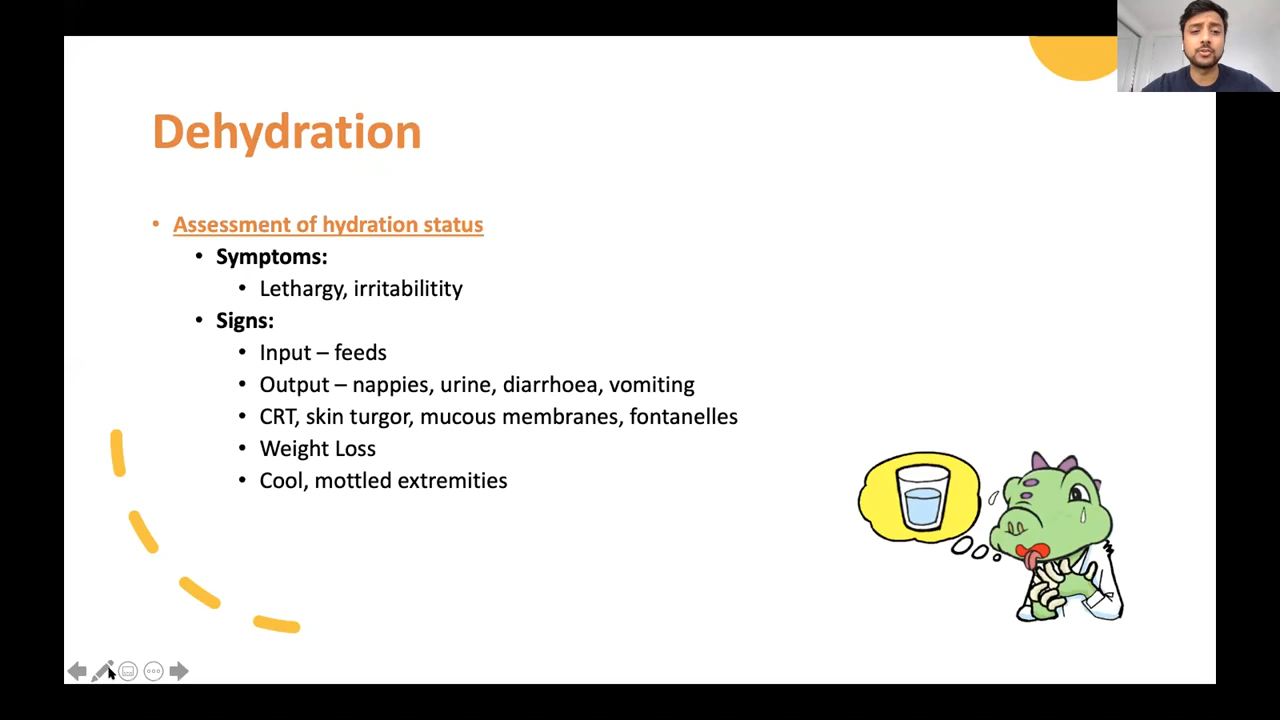 Dehydration
• Assessment of hydration status
• Symptoms:
• Lethargy, irritabilitity
• Signs:
• Input – feeds
• Output – nappies, urine, diarrhoea, vomiting
• CRT, skin turgor, mucous membranes, fontanelles
• Weight Loss
• Cool, mottled extremities